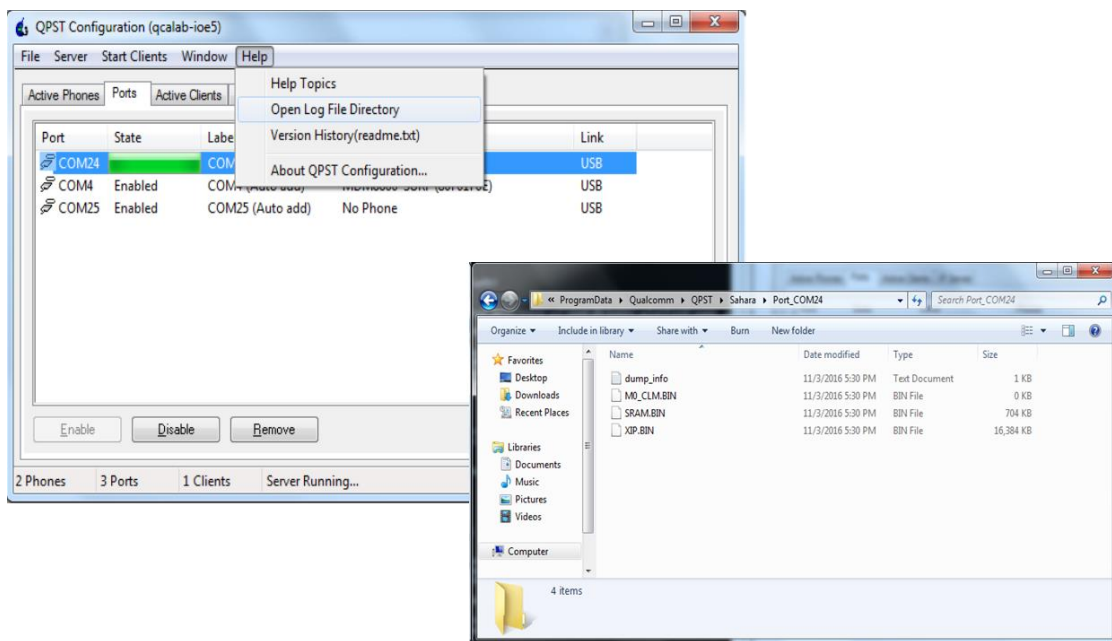 QPST Configuration (qcalab-ioe5)
File Server Start Clients Window Help
Active Phones Ports Active Clients
Help Topics
Open Log File Directory
Version History(readme.txt)
About QPST Configuration...
Port State Labe Link
COM24 COM USB
COM4 Enabled COM4 (Auto add) USB
COM25 Enabled COM25 (Auto add) No Phone USB
Enable Disable Remove
2 Phones 3 Ports 1 Clients Server Running...
« ProgramData Qualcomm QPST Sahara Port_COM24 Search Port_COM24
Organize Include in library Share with Burn New folder
Favorites
Desktop
Downloads
Recent Places
Libraries
Documents
Music
Pictures
Videos
Computer
Name Date modified Type Size
dump_info 11/3/2016 5:30 PM Text Document 1 KB
M0_CLM.BIN 11/3/2016 5:30 PM BIN File 0 KB
SRAM.BIN 11/3/2016 5:30 PM BIN File 704 KB
XIP.BIN 11/3/2016 5:30 PM BIN File 16,384 KB
4 items